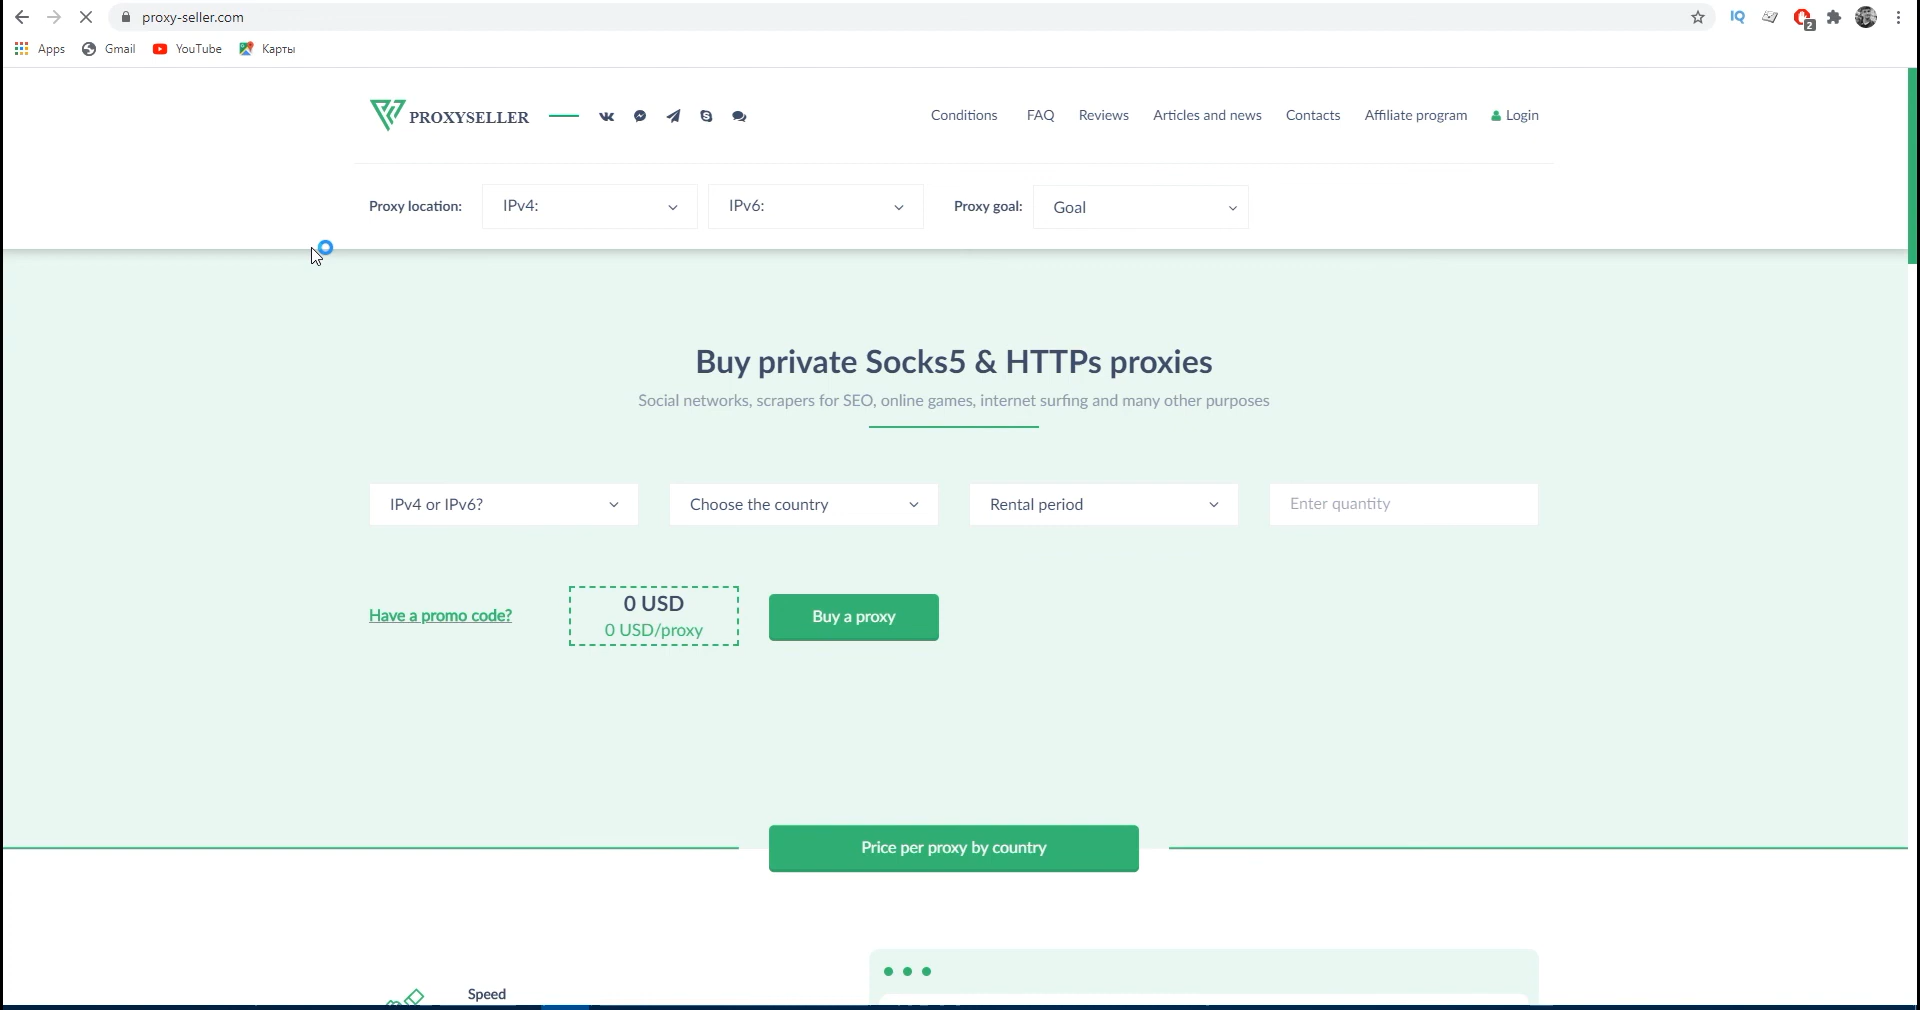 proxy-seller.com
IQ
2
Apps Gmail YouTube Карты
PROXYSELLER
Conditions FAQ Reviews Articles and news Contacts Affiliate program Login
Proxy location: IPv4: IPv6: Proxy goal: Goal
Buy private Socks5 & HTTPs proxies
Social networks, scrapers for SEO, online games, internet surfing and many other purposes
IPv4 or IPv6? Choose the country Rental period Enter quantity
Have a promo code?
0 USD
0 USD/proxy
Buy a proxy
Price per proxy by country
Speed